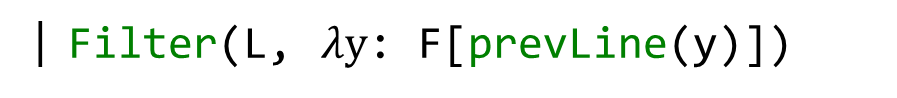 | Filter(L, λy: F[prevLine(y)])